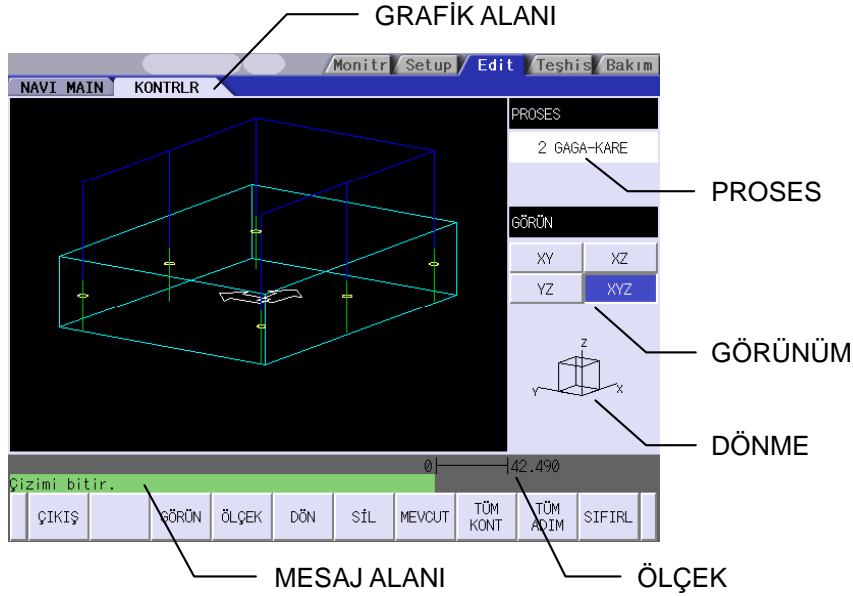 GRAFİK ALANI
Monitr Setup Edit Teşhis Bakım
NAVI MAIN KONTRLR
PROSES
2 GAGA-KARE
PROSES
GÖRÜN
XY XZ
YZ XYZ
GÖRÜNÜM
Z
Y X
DÖNME
0 42.490
Çizimi bitir.
ÇIKIŞ GÖRÜN ÖLÇEK DÖN SİL MEVCUT TÜM KONT TÜM ADIM SIFIRL
MESAJ ALANI ÖLÇEK